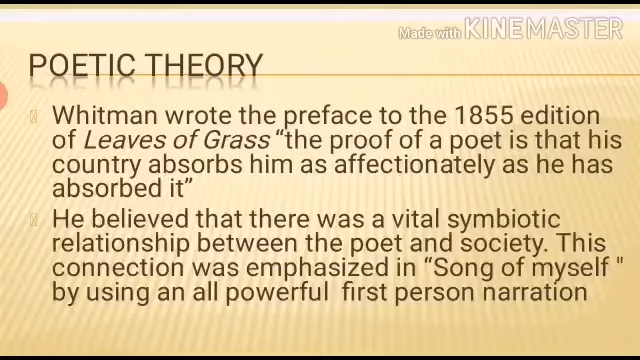 Made with KINEMASTER
POETIC THEORY
Whitman wrote the preface to the 1855 edition
of Leaves of Grass “the proof of a poet is that his
country absorbs him as affectionately as he has
absorbed it”
He believed that there was a vital symbiotic
relationship between the poet and society. This
connection was emphasized in “Song of myself "
by using an all powerful first person narration